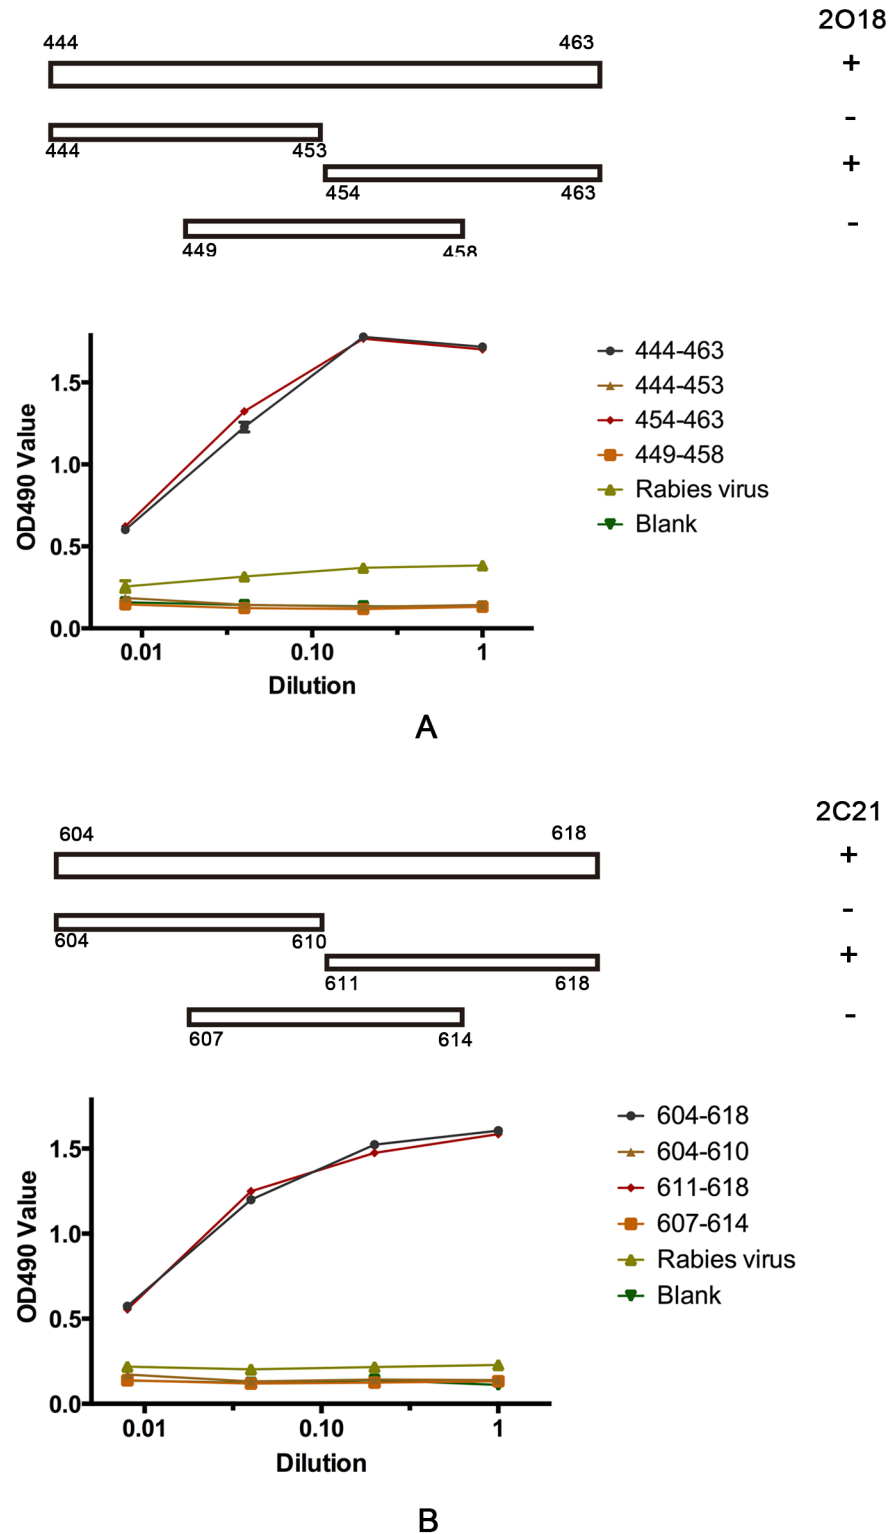 2O18
444 463
+
-
444 453
+
454 463
-
449 458
1.5
1.0
0.5
0.0
OD490 Value
0.01 0.10 1
Dilution
444-463
444-453
454-463
449-458
Rabies virus
Blank
A
2C21
604 618
+
-
604 610
+
611 618
-
607 614
1.5
1.0
0.5
0.0
OD490 Value
0.01 0.10 1
Dilution
604-618
604-610
611-618
607-614
Rabies virus
Blank
B